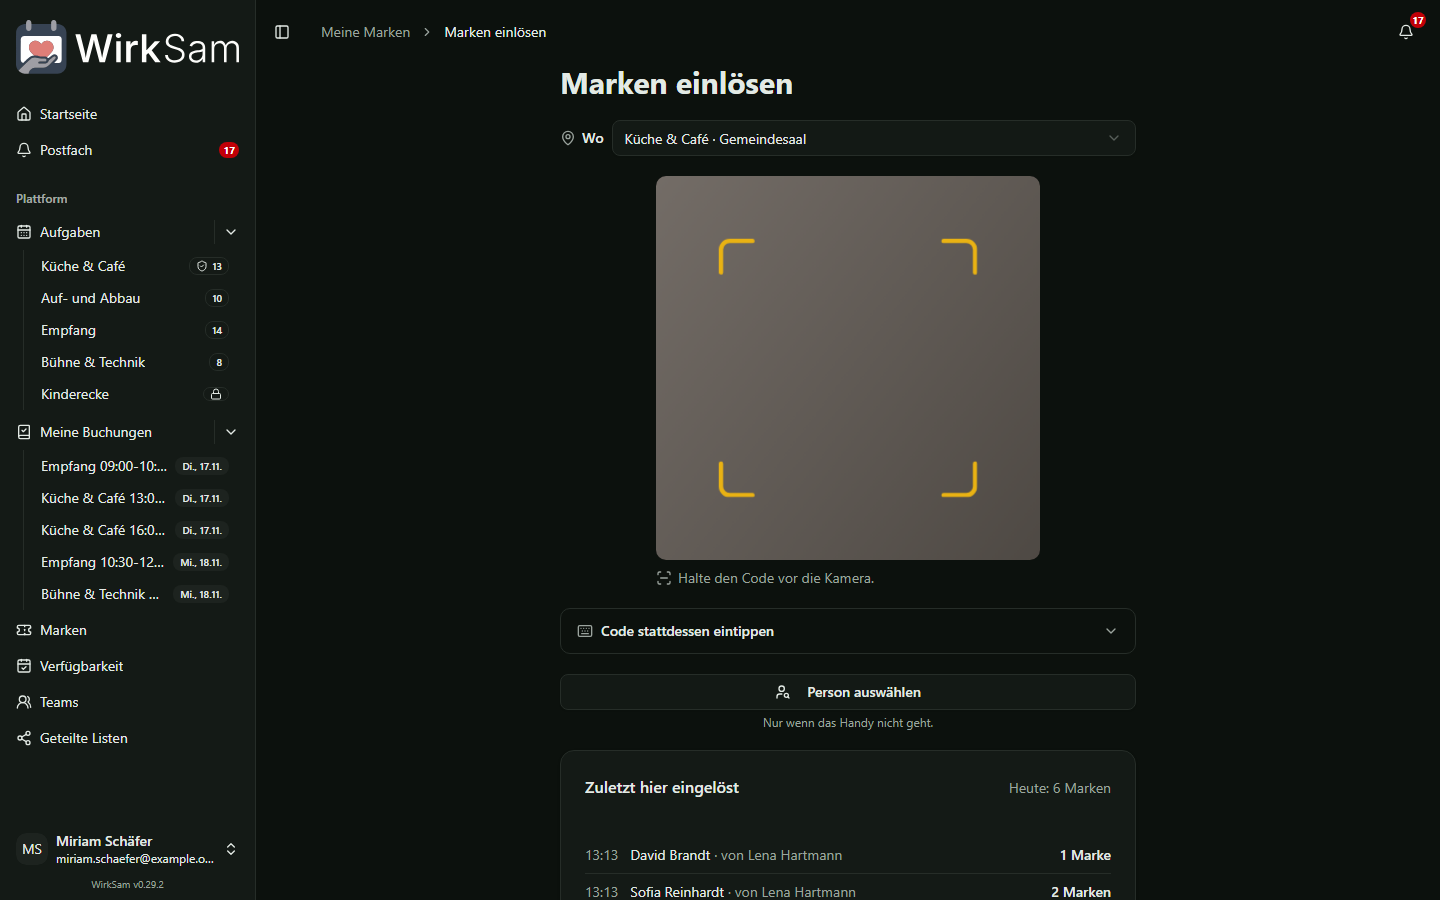 WirkSam
Startseite
Postfach 17
Plattform
Aufgaben
Küche & Café 13
Auf- und Abbau 10
Empfang 14
Bühne & Technik 8
Kinderecke
Meine Buchungen
Empfang 09:00-10:... Di., 17.11.
Küche & Café 13:0... Di., 17.11.
Küche & Café 16:0... Di., 17.11.
Empfang 10:30-12... Mi., 18.11.
Bühne & Technik ... Mi., 18.11.
Marken
Verfügbarkeit
Teams
Geteilte Listen
MS
Miriam Schäfer
miriam.schaefer@example.o...
WirkSam v0.29.2
Meine Marken > Marken einlösen
17
Marken einlösen
Wo Küche & Café · Gemeindesaal
Halte den Code vor die Kamera.
Code stattdessen eintippen
Person auswählen
Nur wenn das Handy nicht geht.
Zuletzt hier eingelöst Heute: 6 Marken
13:13 David Brandt · von Lena Hartmann 1 Marke
13:13 Sofia Reinhardt · von Lena Hartmann 2 Marken